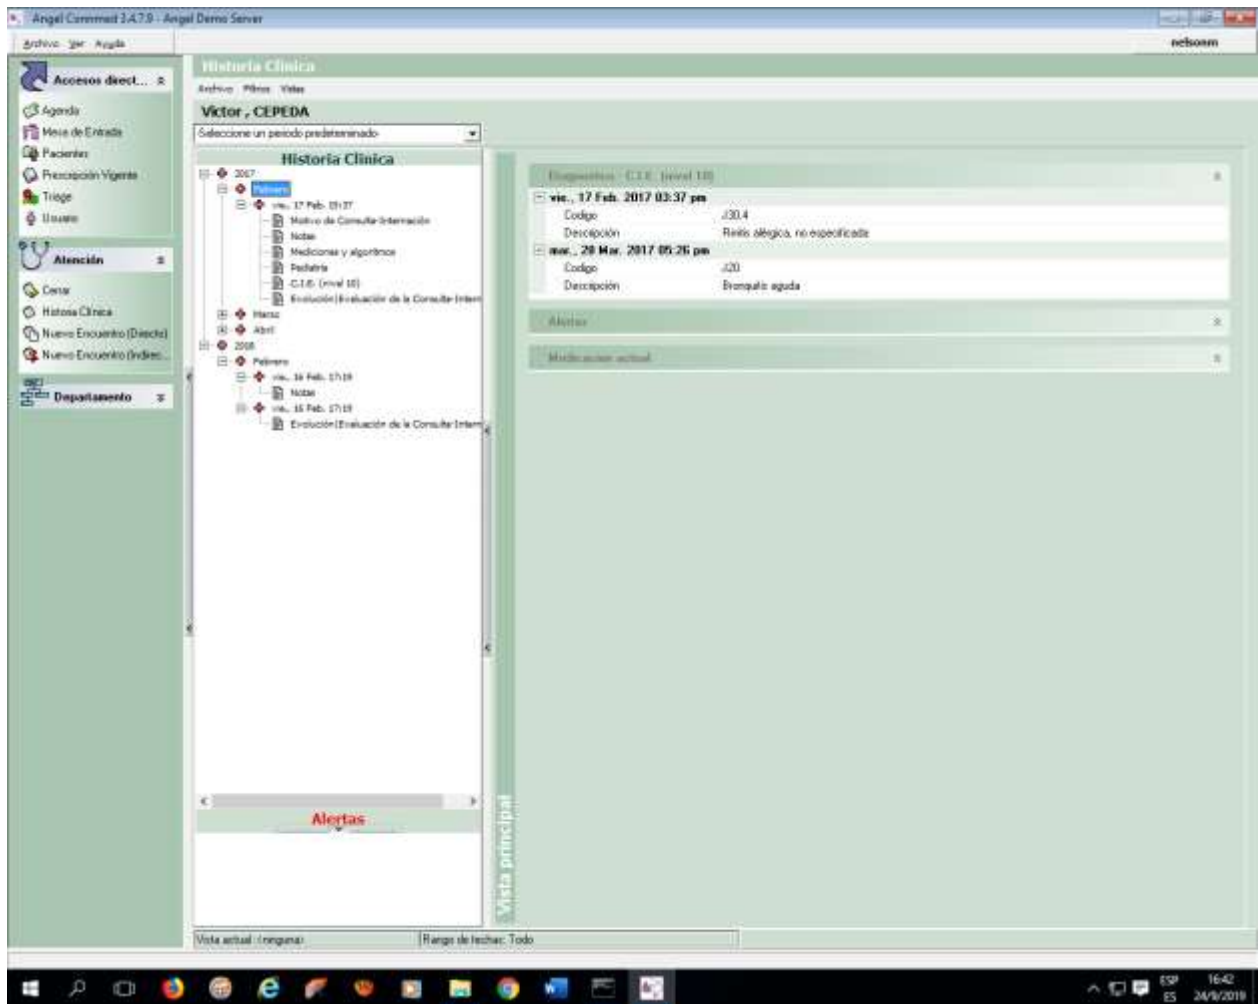 Angel Conmmed 3.4.7.9 - Angel Demo Server
Archivo Ver Ayuda
nelsonm
Accesos direct...
Agenda
Mesa de Entrada
Pacientes
Prescripción Vigente
Triage
Usuario
Atención
Cerrar
Historia Clínica
Nuevo Encuentro (Directo)
Nuevo Encuentro (Indirec...
Departamento
Historia Clínica
Archivo Filtros Vistas
Victor , CEPEDA
Seleccione un periodo predeterminado
Historia Clínica
2017
Febrero
vie., 17 Feb. 15:37
Motivo de Consulta-Internación
Notas
Mediciones y algoritmos
Pediatría
C.I.E. (nivel 10)
Evolución|Evaluación de la Consulta-Intern
Marzo
Abril
2018
Febrero
vie., 16 Feb. 17:19
Notas
vie., 16 Feb. 17:19
Evolución|Evaluación de la Consulta-Intern
Alertas
Vista principal
Diagnostico - C.I.E. (nivel 10)
vie., 17 Feb. 2017 03:37 pm
Codigo J30.4
Descripción Rinitis alérgica, no especificada
mar., 28 Mar. 2017 05:26 pm
Codigo J20
Descripción Bronquitis aguda
Alertas
Medicacion actual
Vista actual: (ninguna)
Rango de fechas: Todo
ESP
ES
16:42
24/9/2019